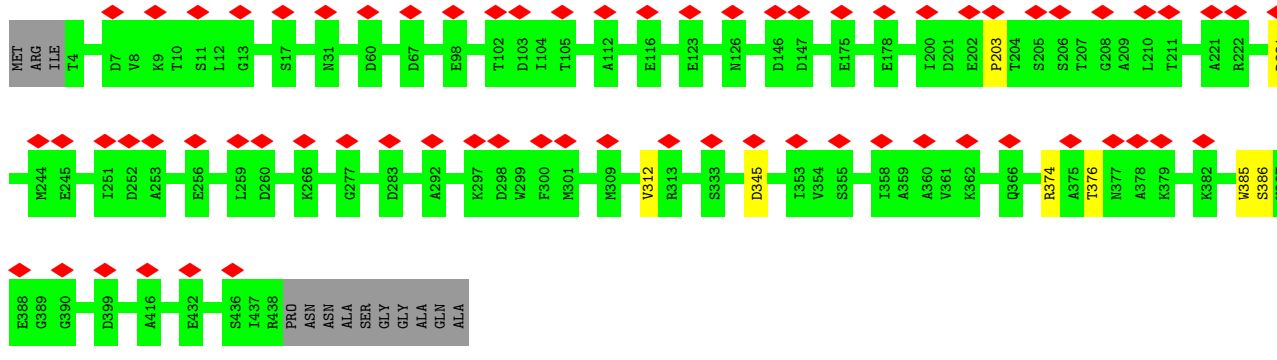 MET ARG ILE T4 D7 V8 K9 T10 S11 L12 G13 S17 N31 D60 D67 E98 T102 D103 I104 T105 A112 E116 E123 N126 D146 D147 E175 E178 I200 D201 E202 P203 T204 S205 S206 T207 G208 A209 L210 T211 A221 R222
M244 E245 I251 D252 A253 E256 L259 D260 K266 G277 D283 A292 K297 D298 W299 F300 M301 M309 V312 R313 S333 D345 I353 V354 S355 I358 A359 A360 V361 K362 Q366 R374 A375 T376 N377 A378 K379 K382 W385 S386
E388 G389 G390 D399 A416 E432 S436 I437 R438 PRO ASN ASN ALA SER GLY GLY ALA GLN ALA